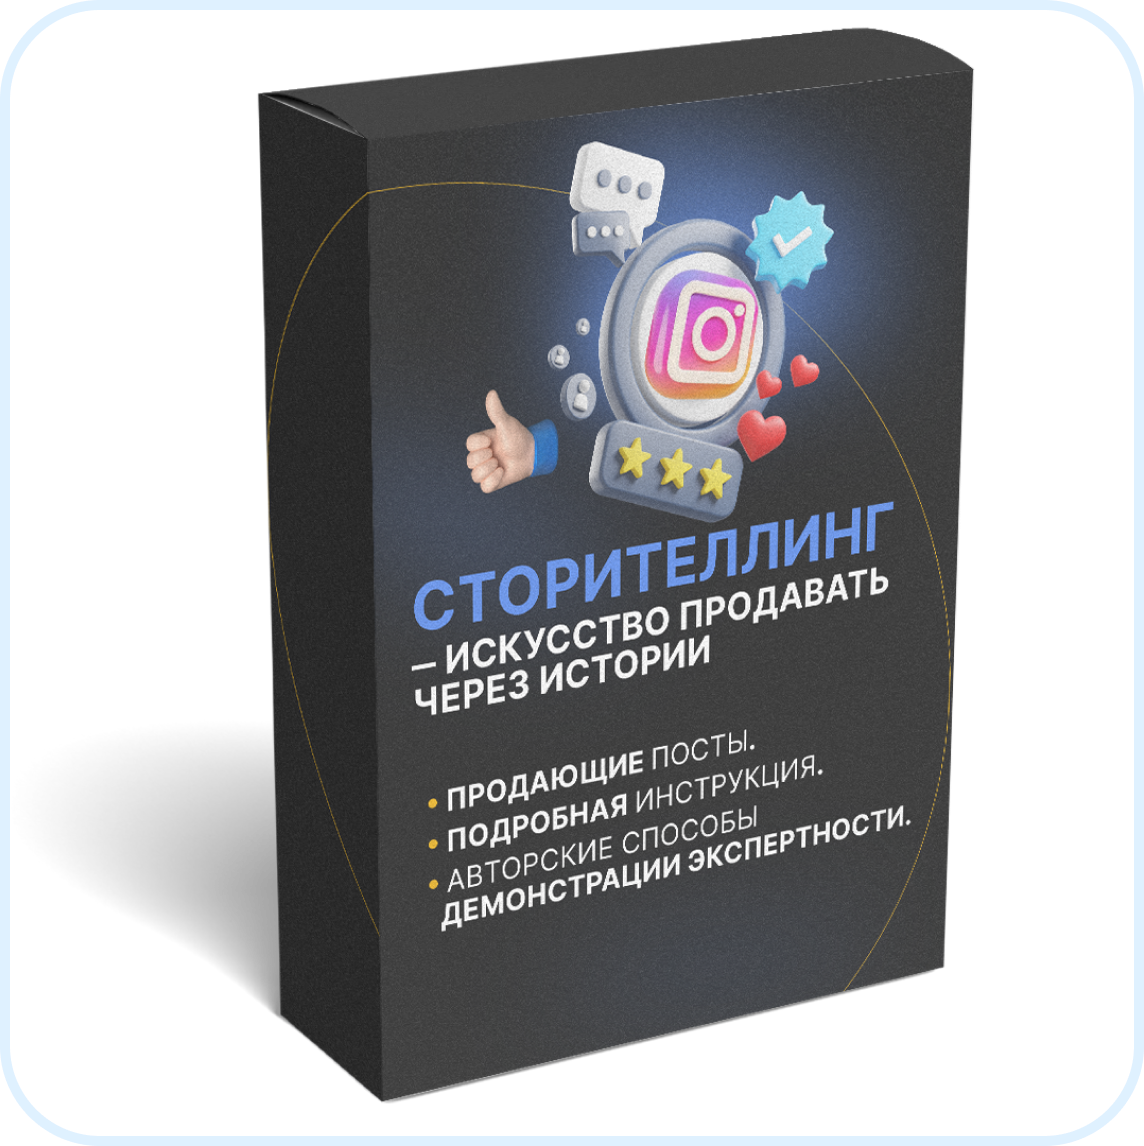 СТОРИТЕЛЛИНГ
— ИСКУССТВО ПРОДАВАТЬ
ЧЕРЕЗ ИСТОРИИ
• ПРОДАЮЩИЕ ПОСТЫ.
• ПОДРОБНАЯ ИНСТРУКЦИЯ.
• АВТОРСКИЕ СПОСОБЫ
ДЕМОНСТРАЦИИ ЭКСПЕРТНОСТИ.